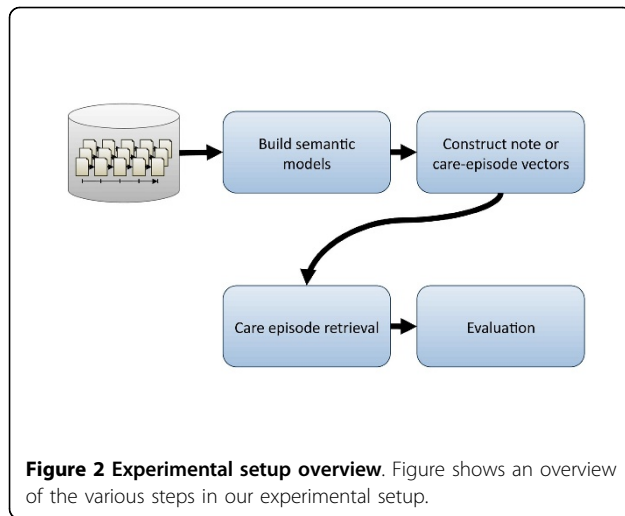 Build semantic
models
Construct note or
care-episode vectors
Care episode retrieval
Evaluation
Figure 2 Experimental setup overview. Figure shows an overview
of the various steps in our experimental setup.